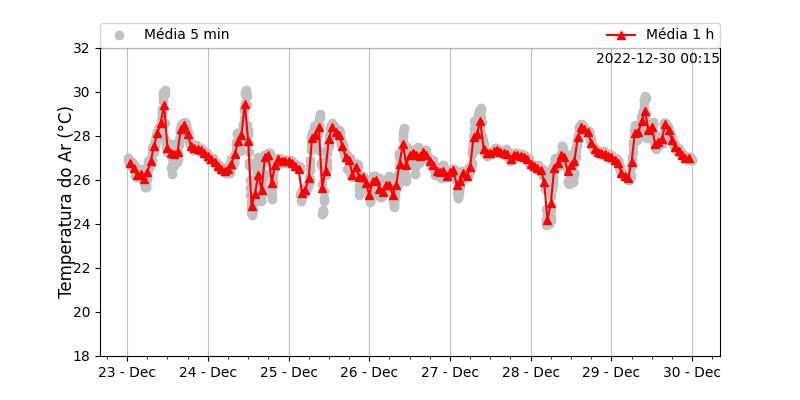 Média 5 min
Média 1 h
2022-12-30 00:15
Temperatura do Ar (°C)
32
30
28
26
24
22
20
18
23 - Dec
24 - Dec
25 - Dec
26 - Dec
27 - Dec
28 - Dec
29 - Dec
30 - Dec